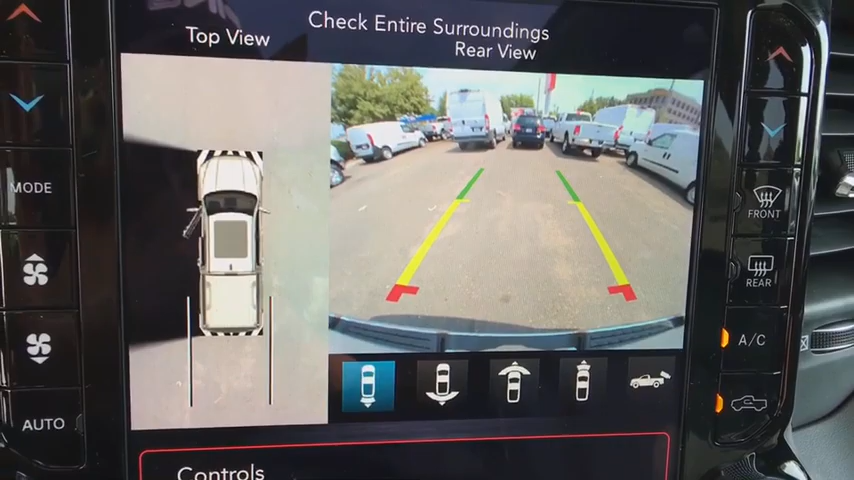 Check Entire Surroundings
Top View
Rear View
MODE
FRONT
REAR
A/C
AUTO
Controls